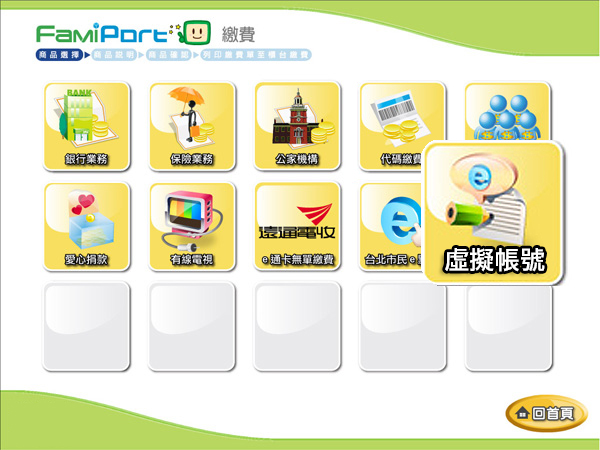 FamiPort 繳費
商品選擇 商品說明 商品確認 列印繳費單至櫃台繳費
BANK
銀行業務 保險業務 公家機構 代碼繳費
愛心捐款 有線電視 遠通電收 e通卡無單繳費 台北市民e
虛擬帳號
回首頁